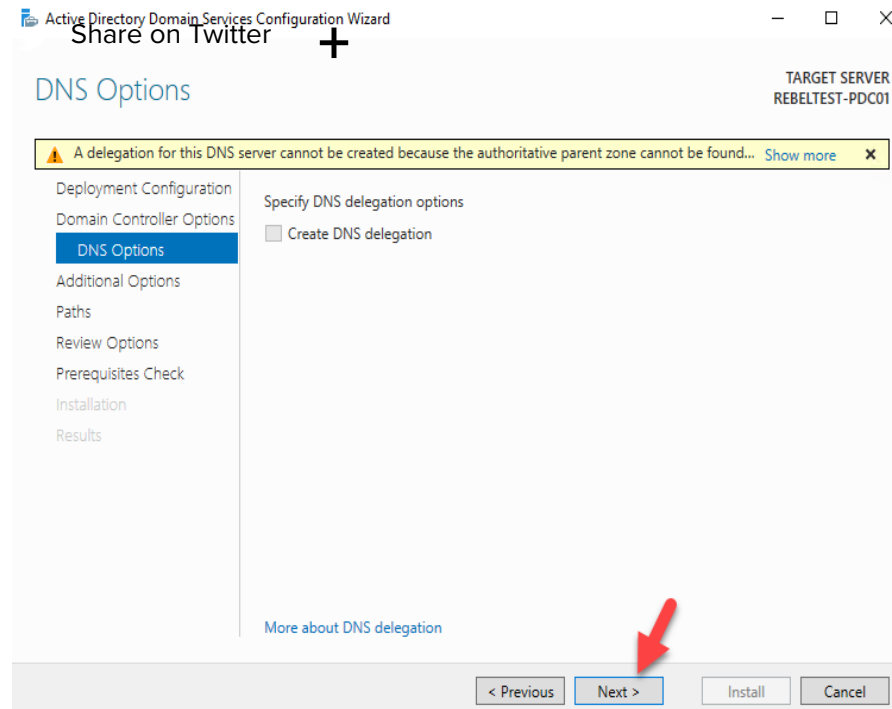 Active Directory Domain Services Configuration Wizard
Share on Twitter +
DNS Options
TARGET SERVER
REBELTEST-PDC01
A delegation for this DNS server cannot be created because the authoritative parent zone cannot be found... Show more
Deployment Configuration
Domain Controller Options
DNS Options
Additional Options
Paths
Review Options
Prerequisites Check
Installation
Results
Specify DNS delegation options
Create DNS delegation
More about DNS delegation
< Previous
Next >
Install
Cancel